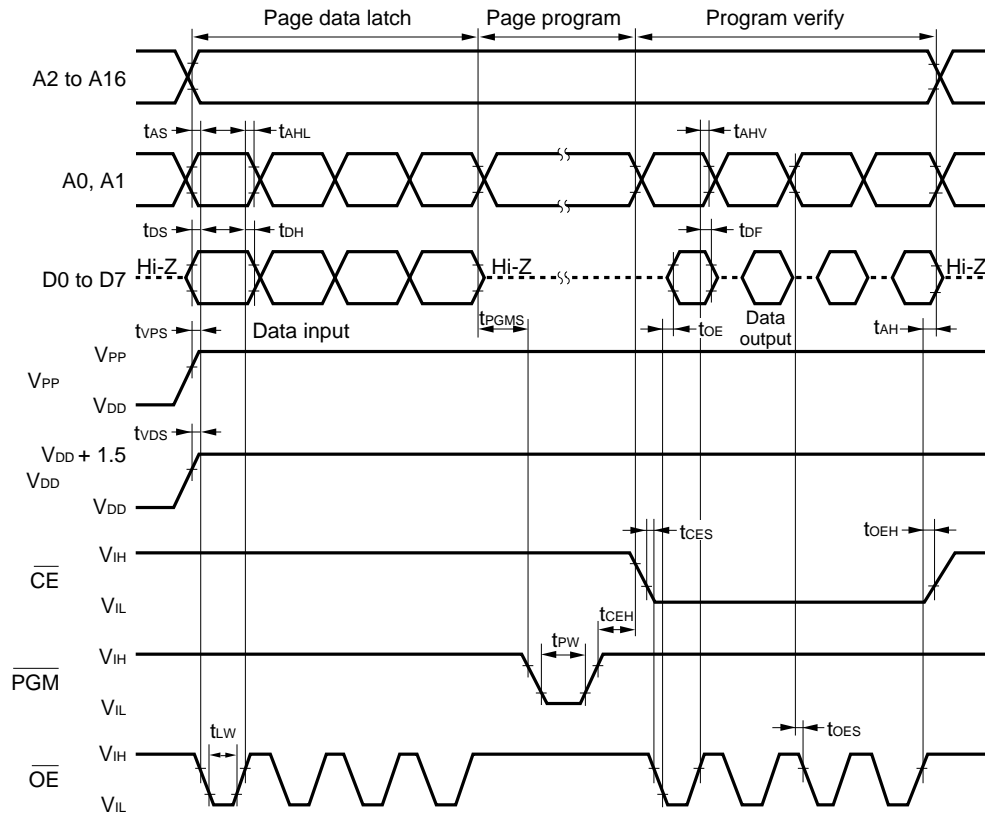 Page data latch Page program Program verify
A2 to A16
tAS tAHL tAHV
A0, A1
tDS tDH tDF
Hi-Z Hi-Z Hi-Z
D0 to D7
tPGMS
tVPS Data input tOE Data output tAH
VPP
VPP
VDD
tVDS
VDD + 1.5
VDD
VDD
tCES tOEH
VIH
CE
VIL
tCEH
tPW
VIH
PGM
VIL
tLW tOES
VIH
OE
VIL